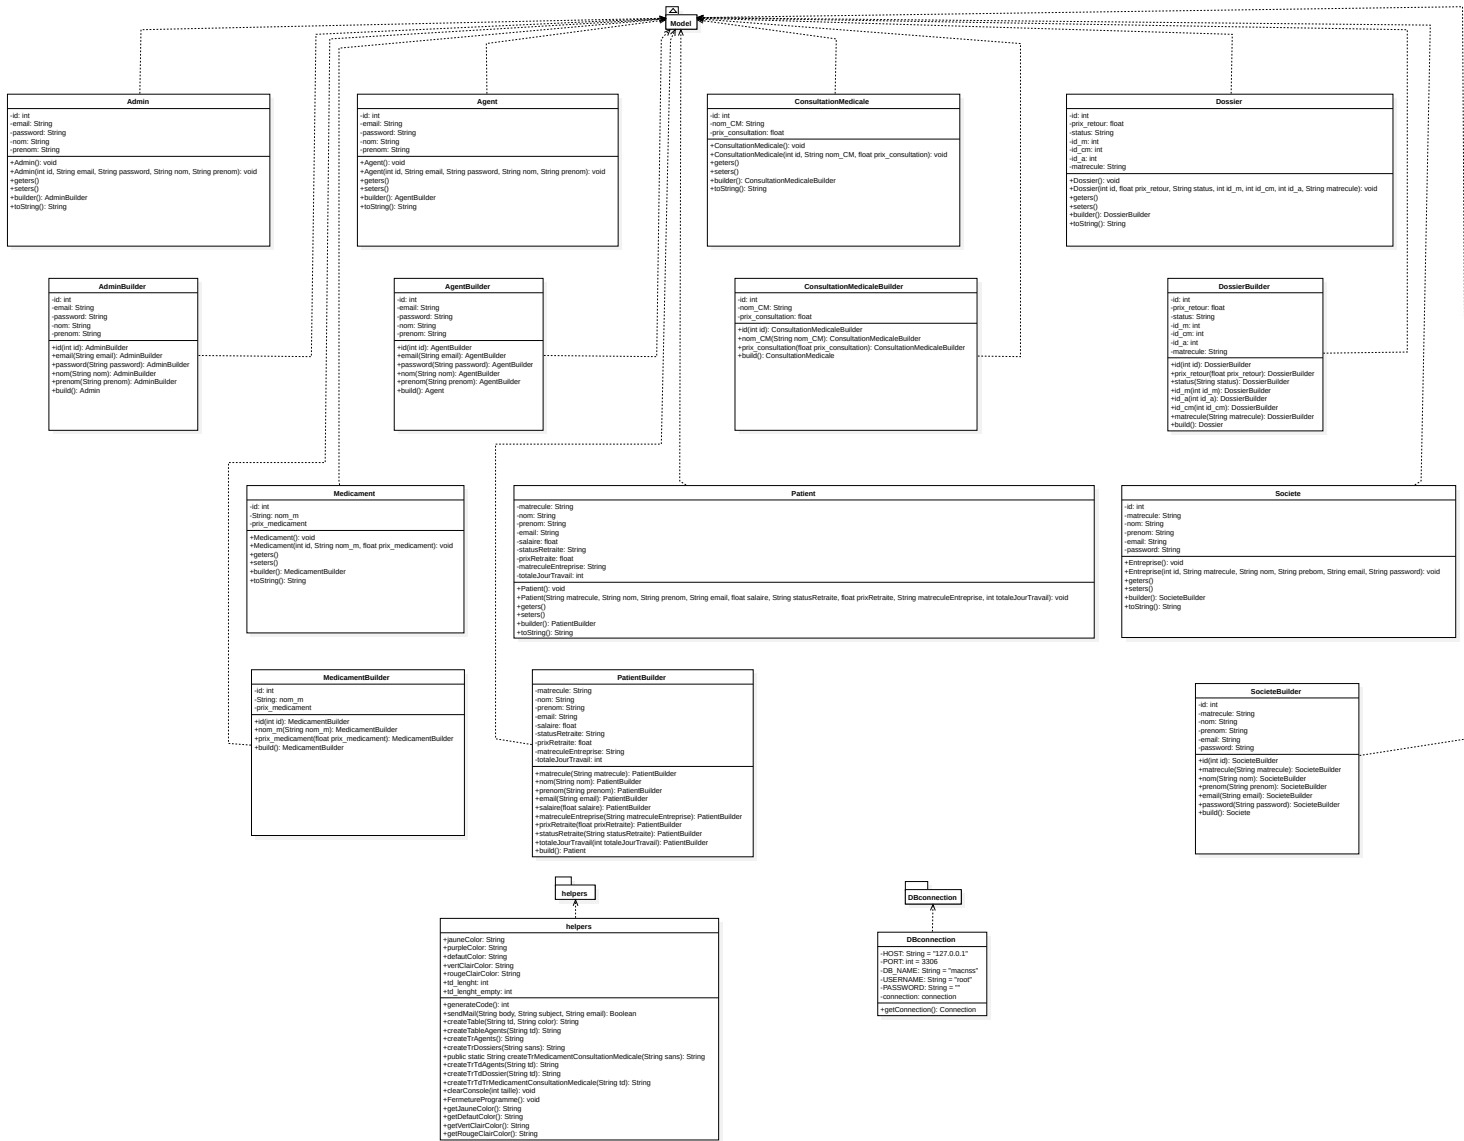 Model
Admin
-id: int
-email: String
-password: String
-nom: String
-prenom: String
+Admin(): void
+Admin(int id, String email, String password, String nom, String prenom): void
+geters()
+seters()
+builder(): AdminBuilder
+toString(): String
Agent
-id: int
-email: String
-password: String
-nom: String
-prenom: String
+Agent(): void
+Agent(int id, String email, String password, String nom, String prenom): void
+geters()
+seters()
+builder(): AgentBuilder
+toString(): String
ConsultationMedicale
-id: int
-nom_CM: String
-prix_consultation: float
+ConsultationMedicale(): void
+ConsultationMedicale(int id, String nom_CM, float prix_consultation): void
+geters()
+seters()
+builder(): ConsultationMedicaleBuilder
+toString(): String
Dossier
-id: int
-prix_retour: float
-status: String
-id_m: int
-id_cm: int
-id_a: int
-matrecule: String
+Dossier(): void
+Dossier(int id, float prix_retour, String status, int id_m, int id_cm, int id_a, String matrecule): void
+geters()
+seters()
+builder(): DossierBuilder
+toString(): String
AdminBuilder
-id: int
-email: String
-password: String
-nom: String
-prenom: String
+id(int id): AdminBuilder
+email(String email): AdminBuilder
+password(String password): AdminBuilder
+nom(String nom): AdminBuilder
+prenom(String prenom): AdminBuilder
+build(): Admin
AgentBuilder
-id: int
-email: String
-password: String
-nom: String
-prenom: String
+id(int id): AgentBuilder
+email(String email): AgentBuilder
+password(String password): AgentBuilder
+nom(String nom): AgentBuilder
+prenom(String prenom): AgentBuilder
+build(): Agent
ConsultationMedicaleBuilder
-id: int
-nom_CM: String
-prix_consultation: float
+id(int id): ConsultationMedicaleBuilder
+nom_CM(String nom_CM): ConsultationMedicaleBuilder
+prix_consultation(float prix_consultation): ConsultationMedicaleBuilder
+build(): ConsultationMedicale
DossierBuilder
-id: int
-prix_retour: float
-status: String
-id_m: int
-id_cm: int
-id_a: int
-matrecule: String
+id(int id): DossierBuilder
+prix_retour(float prix_retour): DossierBuilder
+status(String status): DossierBuilder
+id_m(int id_m): DossierBuilder
+id_a(int id_a): DossierBuilder
+id_cm(int id_cm): DossierBuilder
+matrecule(String matrecule): DossierBuilder
+build(): Dossier
Medicament
-id: int
-String: nom_m
-prix_medicament
+Medicament(): void
+Medicament(int id, String nom_m, float prix_medicament): void
+geters()
+seters()
+builder(): MedicamentBuilder
+toString(): String
Patient
-matrecule: String
-nom: String
-prenom: String
-email: String
-salaire: float
-statusRetraite: String
-prixRetraite: float
-matreculeEntreprise: String
-totaleJourTravail: int
+Patient(): void
+Patient(String matrecule, String nom, String prenom, String email, float salaire, String statusRetraite, float prixRetraite, String matreculeEntreprise, int totaleJourTravail): void
+geters()
+seters()
+builder(): PatientBuilder
+toString(): String
Societe
-id: int
-matrecule: String
-nom: String
-prenom: String
-email: String
-password: String
+Entreprise(): void
+Entreprise(int id, String matrecule, String nom, String prebom, String email, String password): void
+geters()
+seters()
+builder(): SocieteBuilder
+toString(): String
MedicamentBuilder
-id: int
-String: nom_m
-prix_medicament
+id(int id): MedicamentBuilder
+nom_m(String nom_m): MedicamentBuilder
+prix_medicament(float prix_medicament): MedicamentBuilder
+build(): MedicamentBuilder
PatientBuilder
-matrecule: String
-nom: String
-prenom: String
-email: String
-salaire: float
-statusRetraite: String
-prixRetraite: float
-matreculeEntreprise: String
-totaleJourTravail: int
+matrecule(String matrecule): PatientBuilder
+nom(String nom): PatientBuilder
+prenom(String prenom): PatientBuilder
+email(String email): PatientBuilder
+salaire(float salaire): PatientBuilder
+matreculeEntreprise(String matreculeEntreprise): PatientBuilder
+prixRetraite(float prixRetraite): PatientBuilder
+statusRetraite(String statusRetraite): PatientBuilder
+totaleJourTravail(int totaleJourTravail): PatientBuilder
+build(): Patient
SocieteBuilder
-id: int
-matrecule: String
-nom: String
-prenom: String
-email: String
-password: String
+id(int id): SocieteBuilder
+matrecule(String matrecule): SocieteBuilder
+nom(String nom): SocieteBuilder
+prenom(String prenom): SocieteBuilder
+email(String email): SocieteBuilder
+password(String password): SocieteBuilder
+build(): Societe
helpers
helpers
+jauneColor: String
+purpleColor: String
+defautColor: String
+vertClairColor: String
+rougeClairColor: String
+td_lenght: int
+td_lenght_empty: int
+generateCode(): int
+sendMail(String body, String subject, String email): Boolean
+createTable(String td, String color): String
+createTableAgents(String td): String
+createTrAgents(): String
+createTrDossiers(String sans): String
+public static String createTrMedicamentConsultationMedicale(String sans): String
+createTrTdAgents(String td): String
+createTrTdDossier(String td): String
+createTrTdTrMedicamentConsultationMedicale(String td): String
+clearConsole(int taille): void
+FermetureProgramme(): void
+getJauneColor(): String
+getDefautColor(): String
+getVertClairColor(): String
+getRougeClairColor(): String
DBconnection
DBconnection
-HOST: String = "127.0.0.1"
-PORT: int = 3306
-DB_NAME: String = "macnss"
-USERNAME: String = "root"
-PASSWORD: String = ""
-connection: connection
+getConnection(): Connection